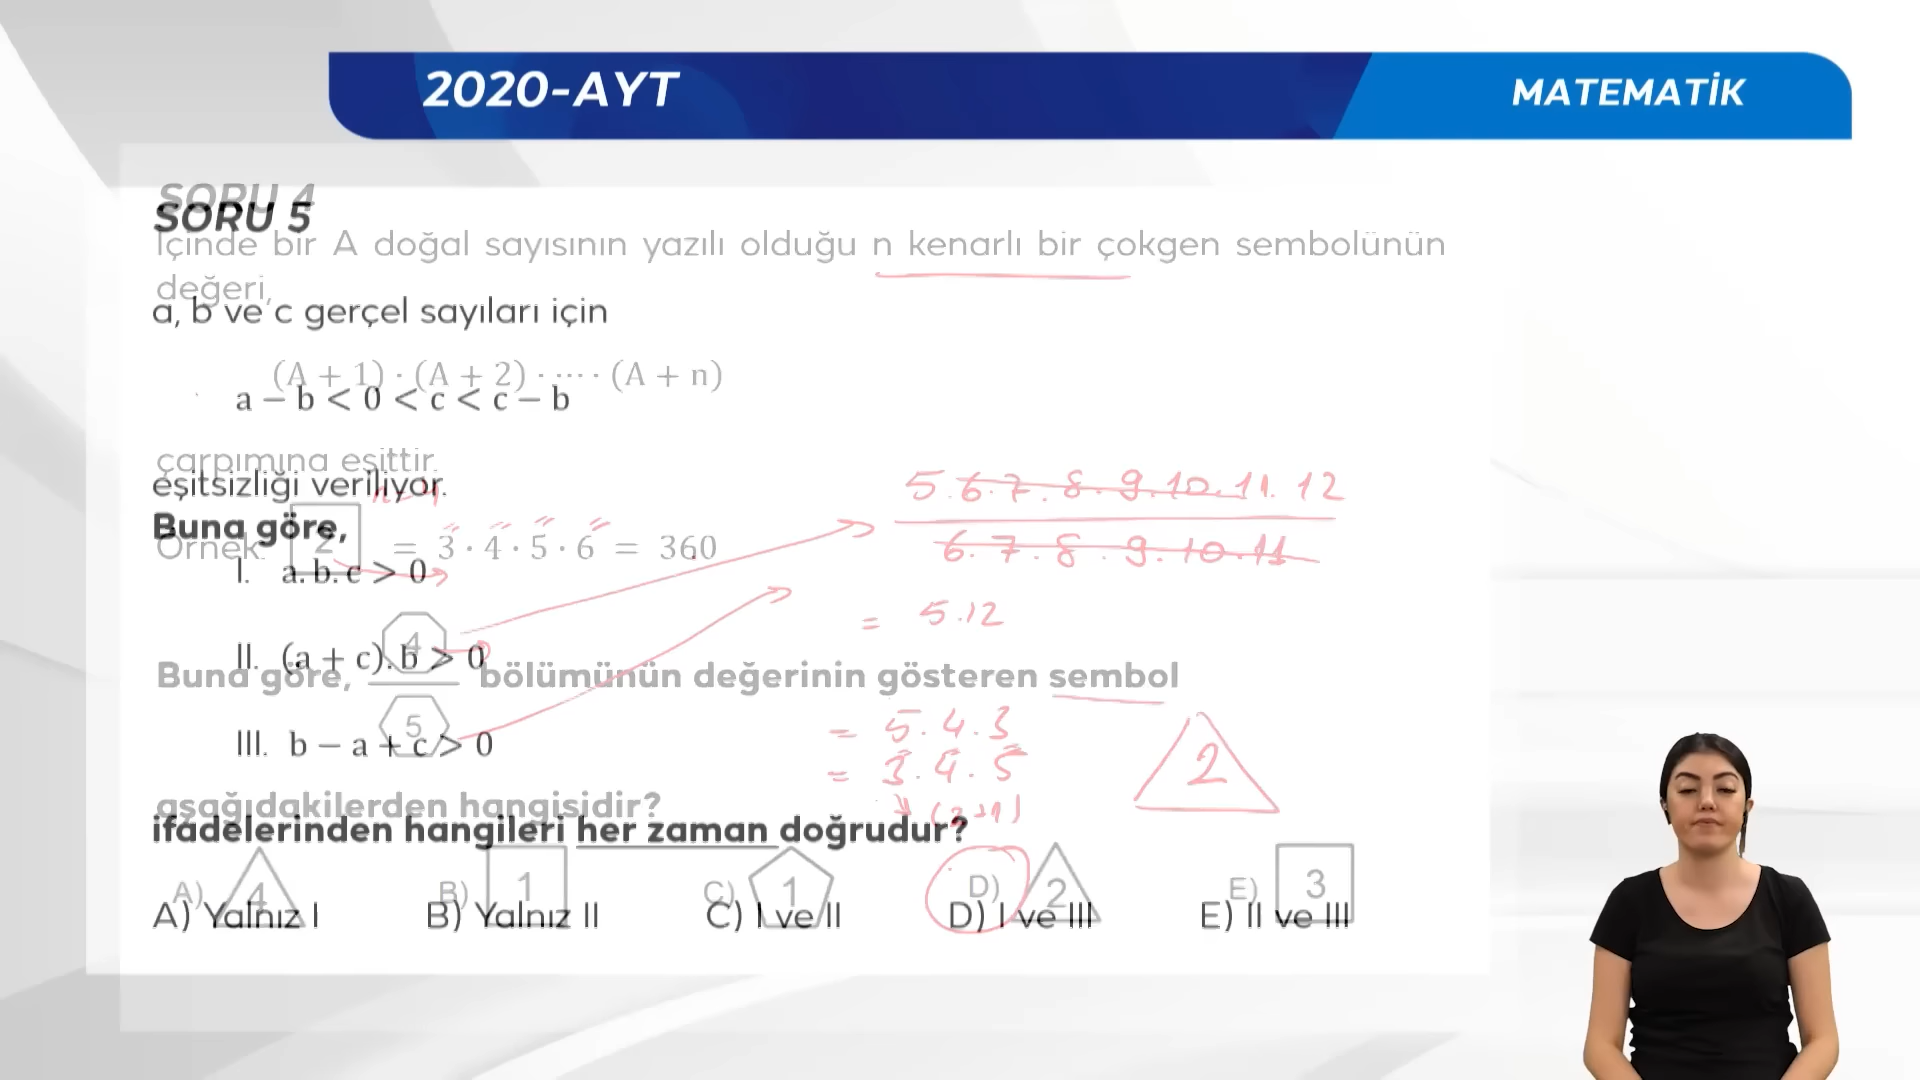 2020-AYT
MATEMATİK
SORU 4
SORU 5
İçinde bir A doğal sayısının yazılı olduğu n kenarlı bir çokgen sembolünün
değeri,
a, b ve c gerçel sayıları için
(A + 1) · (A + 2) · ···· · (A + n)
a − b < 0 < c < c − b
çarpımına eşittir.
eşitsizliği veriliyor.
n=4
5.6.7.8.9.10.11.12
Buna göre,
Örnek: 2 = 3 · 4 · 5 · 6 = 360
6.7.8.9.10.11
I. a.b.c > 0
= 5.12
4
II. (a + c).b > 0
Buna göre, bölümünün değerinin gösteren sembol
5
III. b − a + c > 0
= 5.4.3
= 3.4.5
2
(2+1)
aşağıdakilerden hangisidir?
ifadelerinden hangileri her zaman doğrudur?
A) 4 B) 1 C) 1 D) 2 E) 3
A) Yalnız I B) Yalnız II C) I ve II D) I ve III E) II ve III